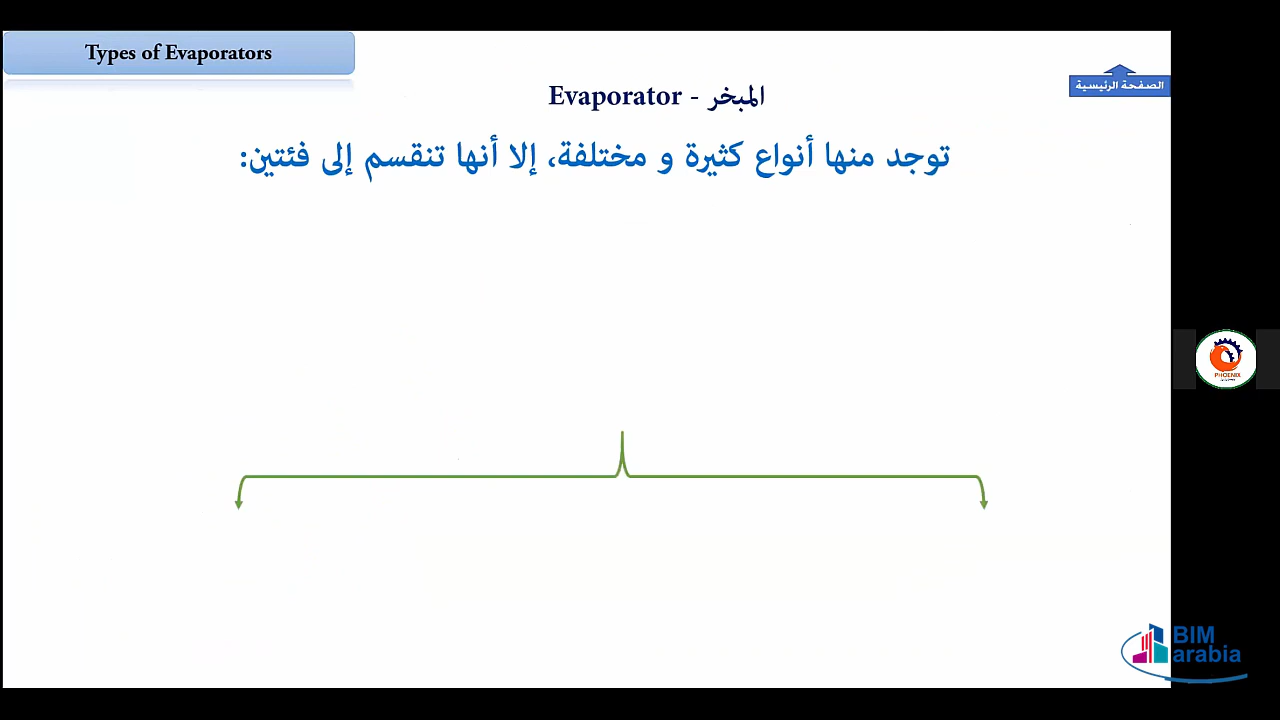 Types of Evaporators
الصفحة الرئيسية
المبخر - Evaporator
توجد منها أنواع كثيرة و مختلفة، إلا أنها تنقسم إلى فئتين:
PHOENIX
BIM
arabia